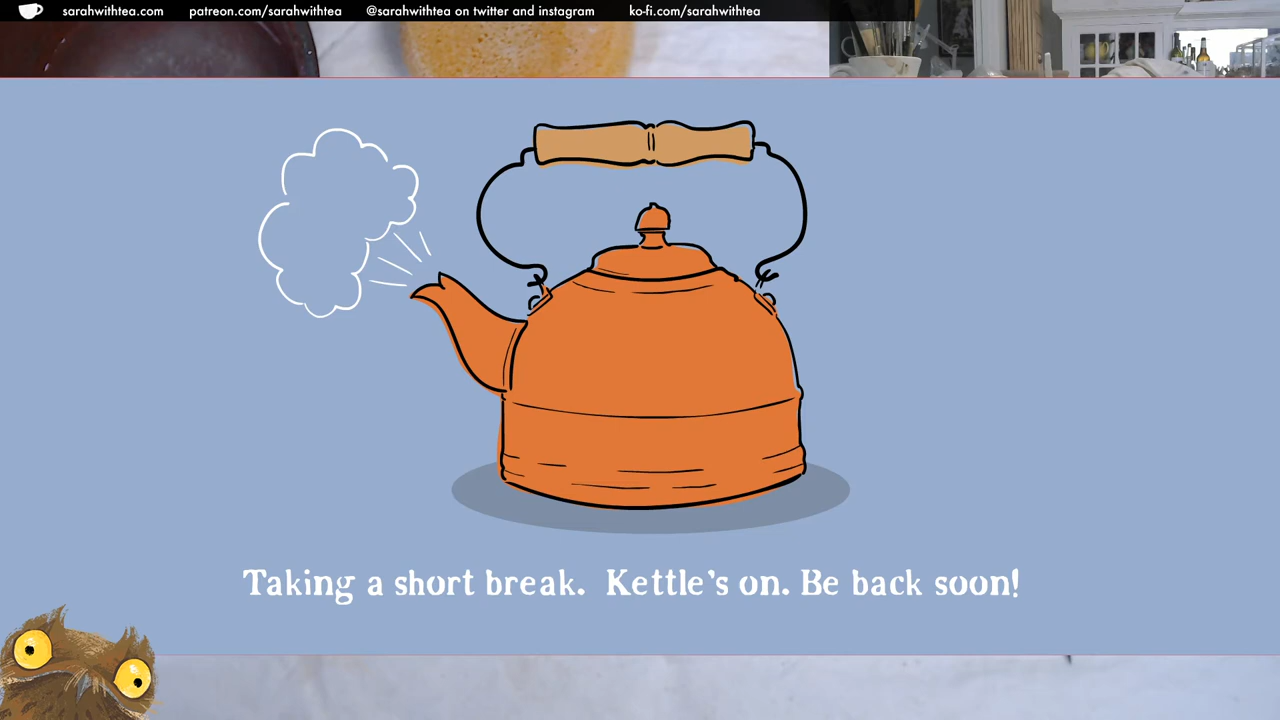 sarahwithtea.com patreon.com/sarahwithtea @sarahwithtea on twitter and instagram ko-fi.com/sarahwithtea
Taking a short break. Kettle's on. Be back soon!